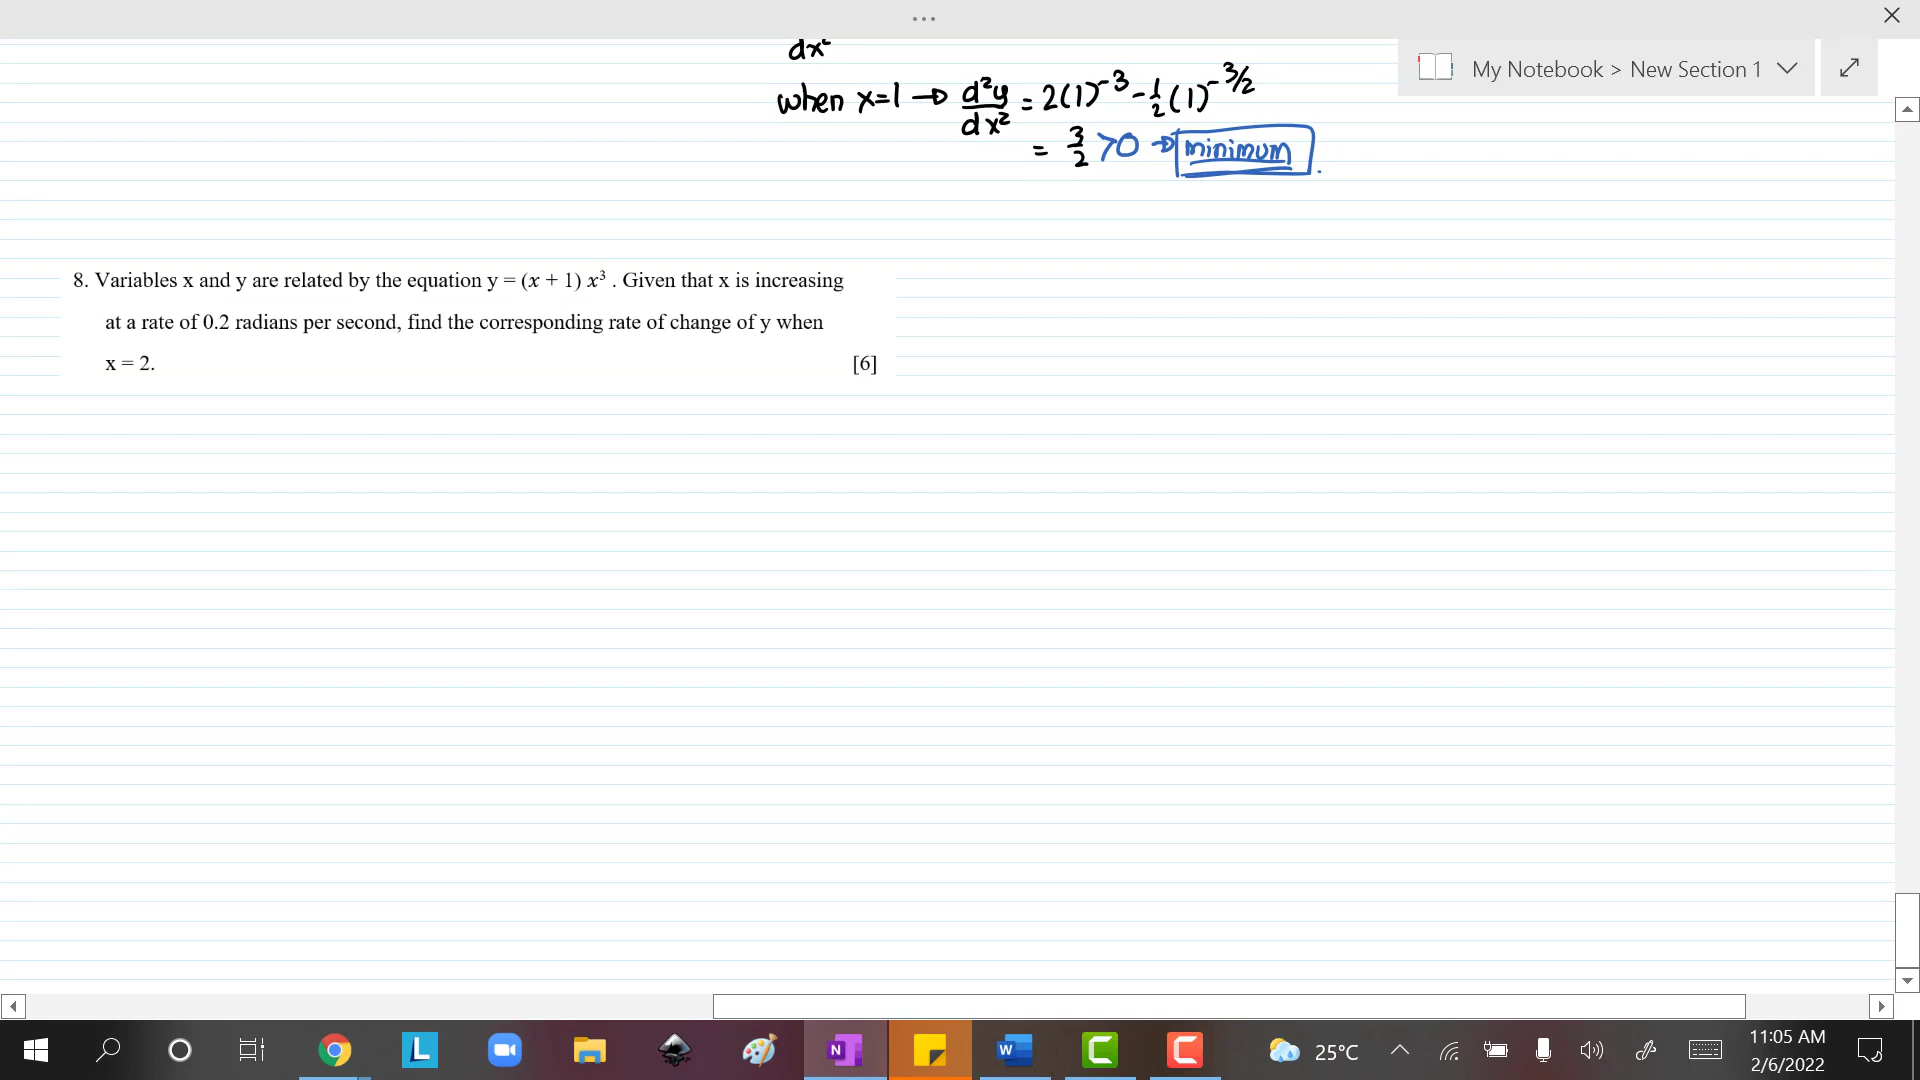 ...
dx²
My Notebook > New Section 1
when x=1 → d²y/dx² = 2(1)⁻³ - 1/2(1)^-3/2
= 3/2 >0 → minimum.
8. Variables x and y are related by the equation y = (x + 1) x³ . Given that x is increasing
at a rate of 0.2 radians per second, find the corresponding rate of change of y when
x = 2. [6]
L
N
W
25°C
11:05 AM
2/6/2022